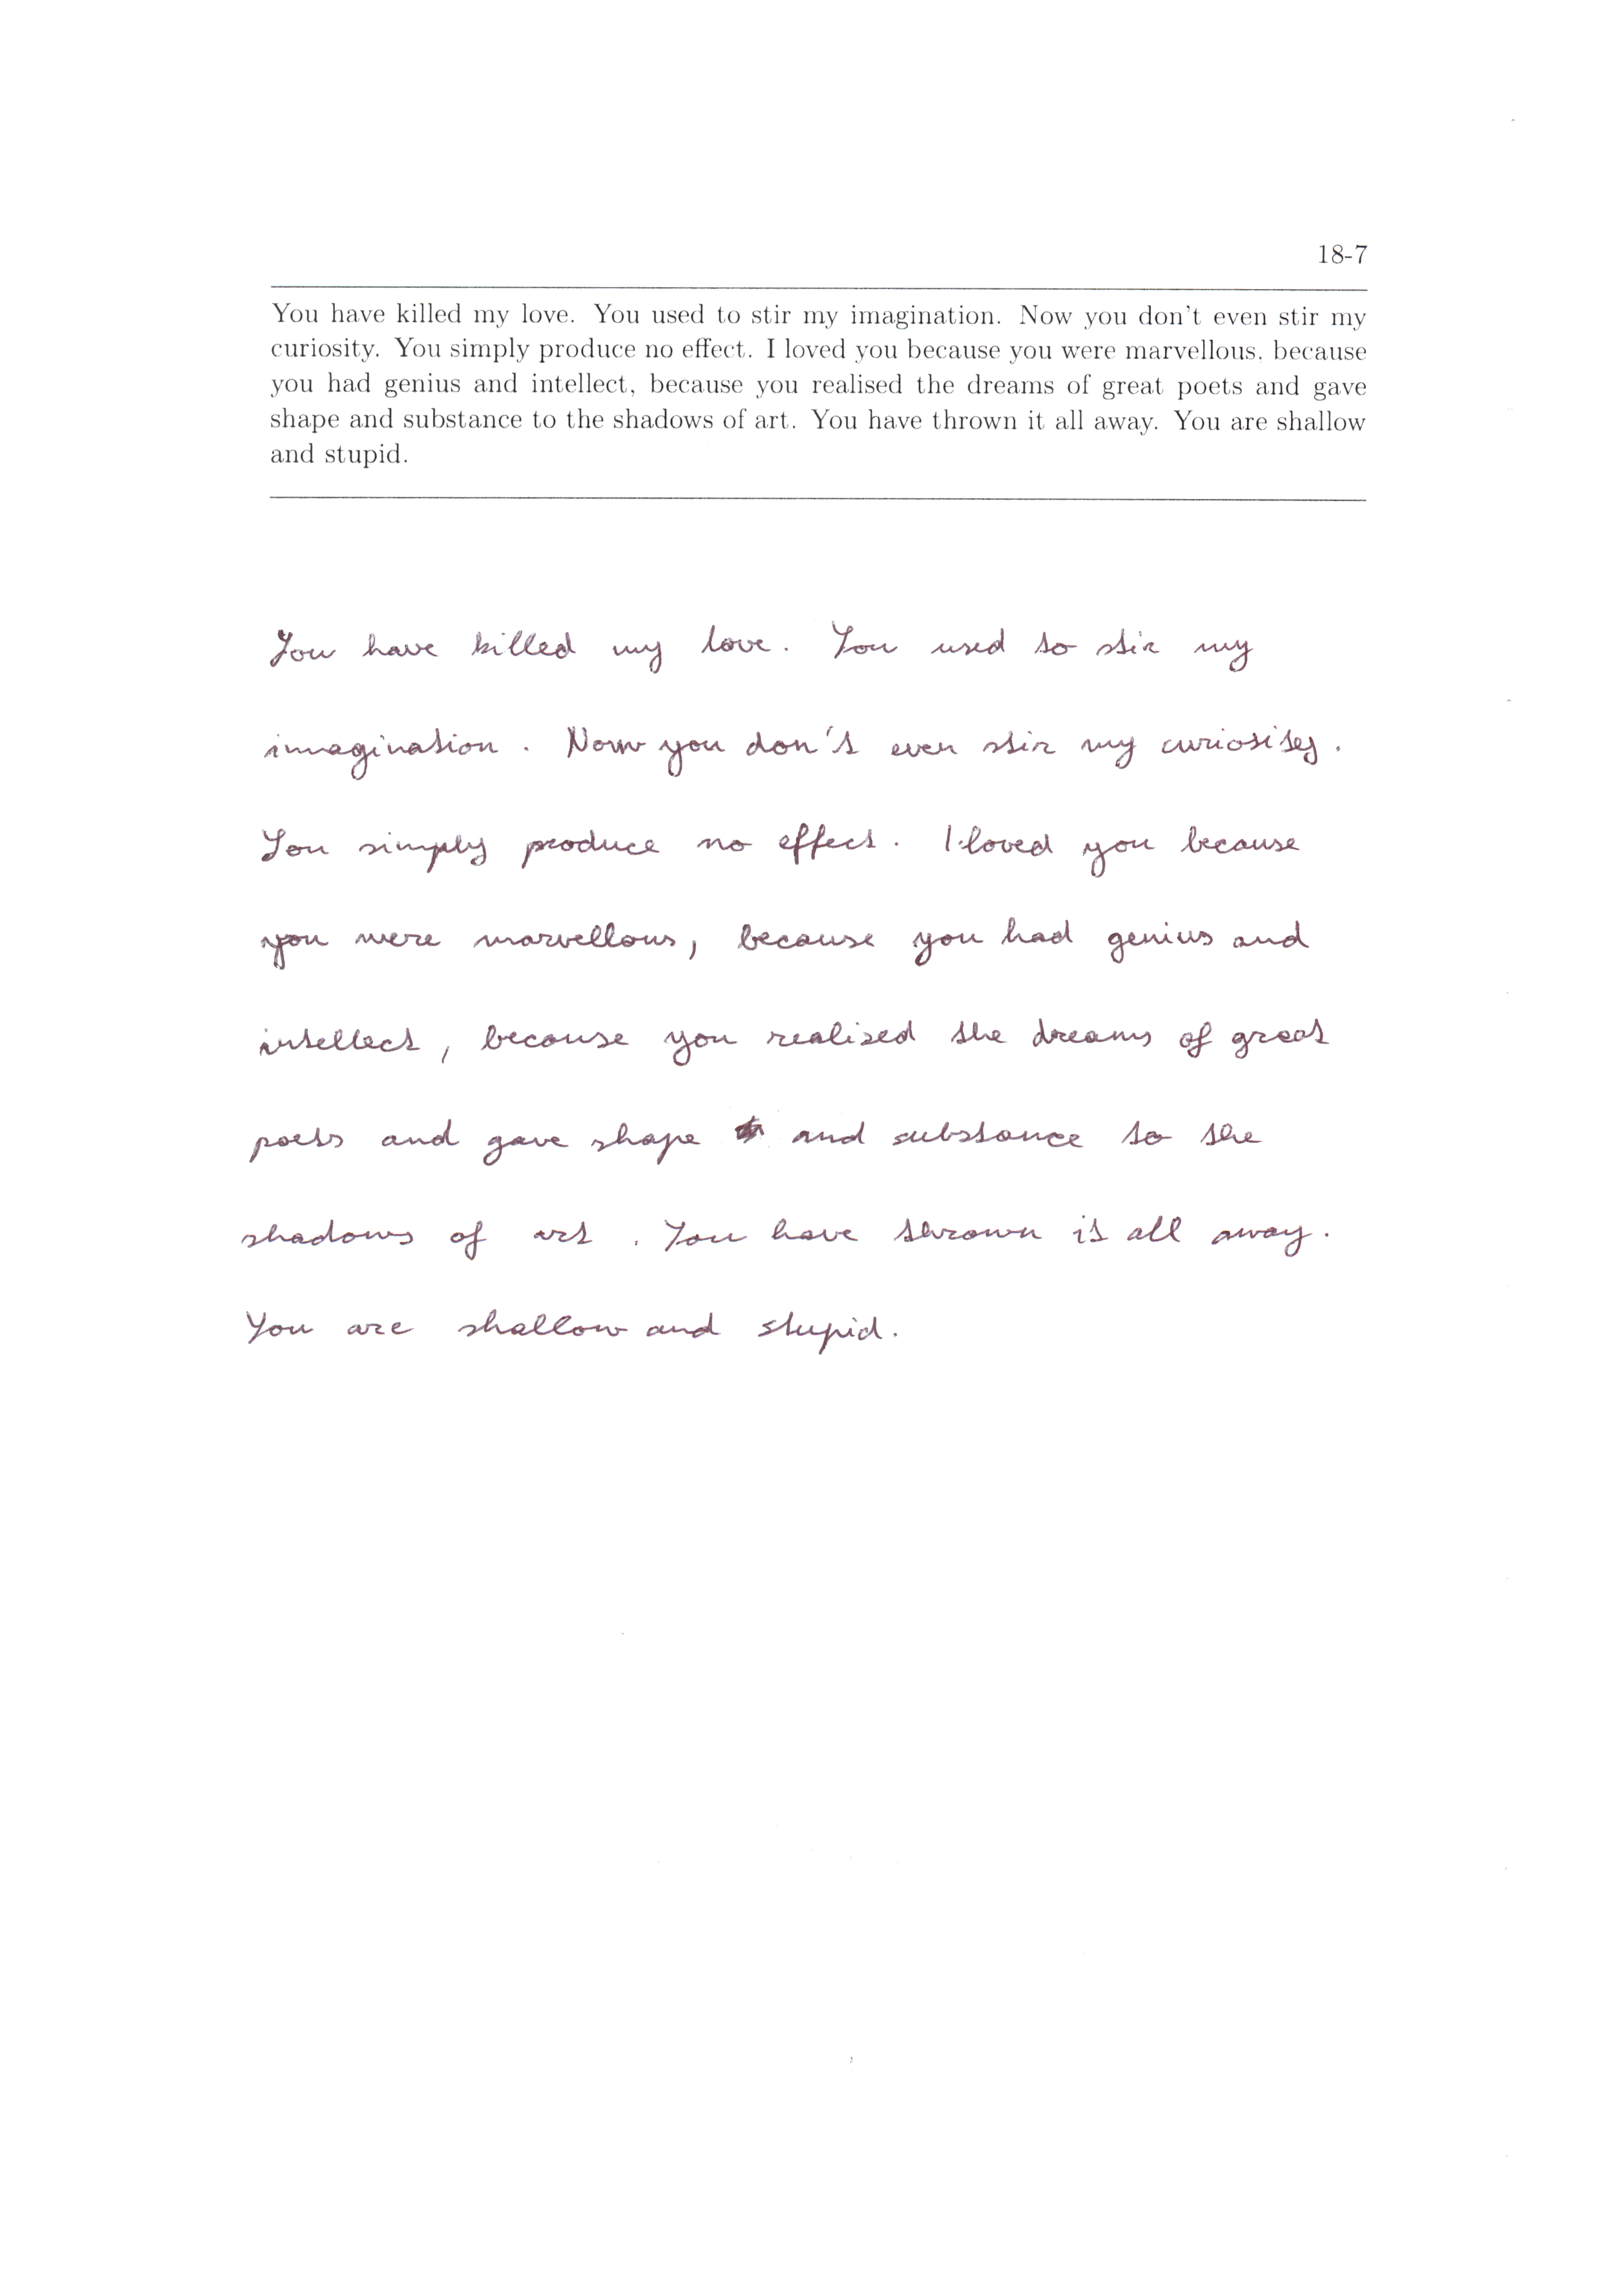 18-7
You have killed my love. You used to stir my imagination. Now you don't even stir my
curiosity. You simply produce no effect. I loved you because you were marvellous, because
you had genius and intellect, because you realised the dreams of great poets and gave
shape and substance to the shadows of art. You have thrown it all away. You are shallow
and stupid.
You have killed my love. You used to stir my
imagination. Now you don't even stir my curiosity.
You simply produce no effect. I loved you because
you were marvellous, because you had genius and
intellect, because you realised the dreams of great
poets and gave shape and substance to the
shadows of art. You have thrown it all away.
You are shallow and stupid.